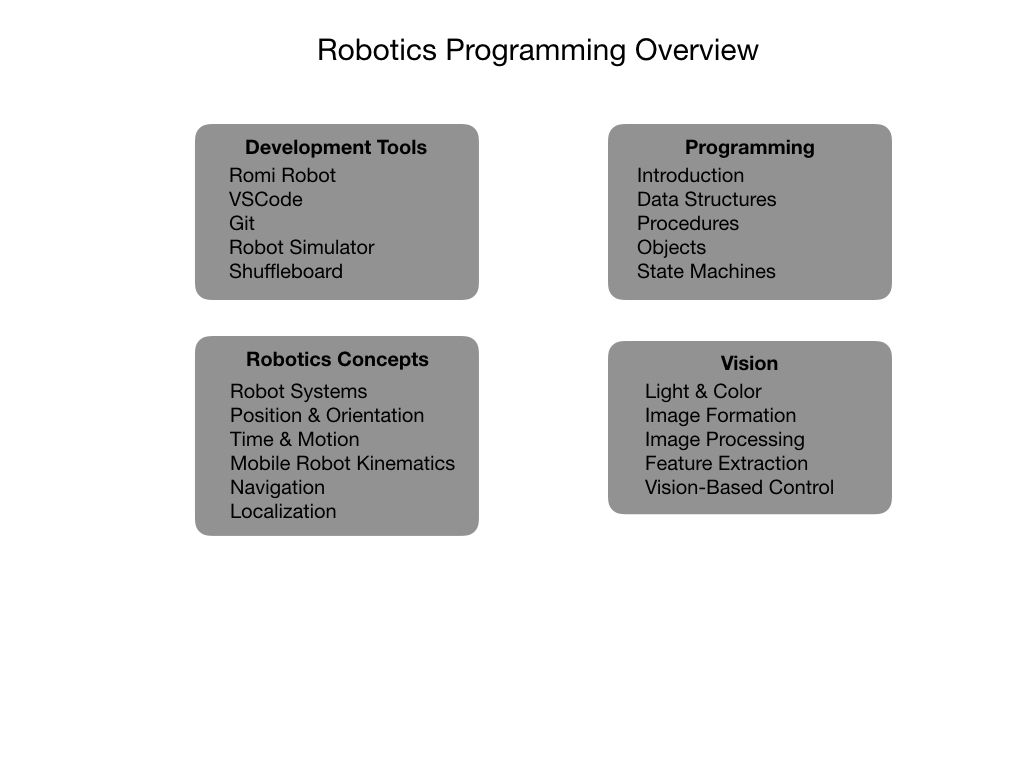 Robotics Programming Overview
Development Tools
Romi Robot
VSCode
Git
Robot Simulator
Shuffleboard
Programming
Introduction
Data Structures
Procedures
Objects
State Machines
Robotics Concepts
Robot Systems
Position & Orientation
Time & Motion
Mobile Robot Kinematics
Navigation
Localization
Vision
Light & Color
Image Formation
Image Processing
Feature Extraction
Vision-Based Control